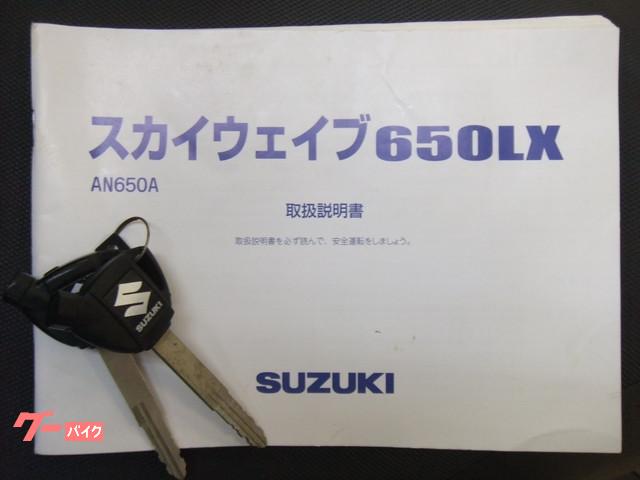 スカイウェイブ650LX
AN650A
取扱説明書
取扱説明書を必ず読んで、安全運転をしましょう。
SUZUKI
SUZUKI
グーバイク